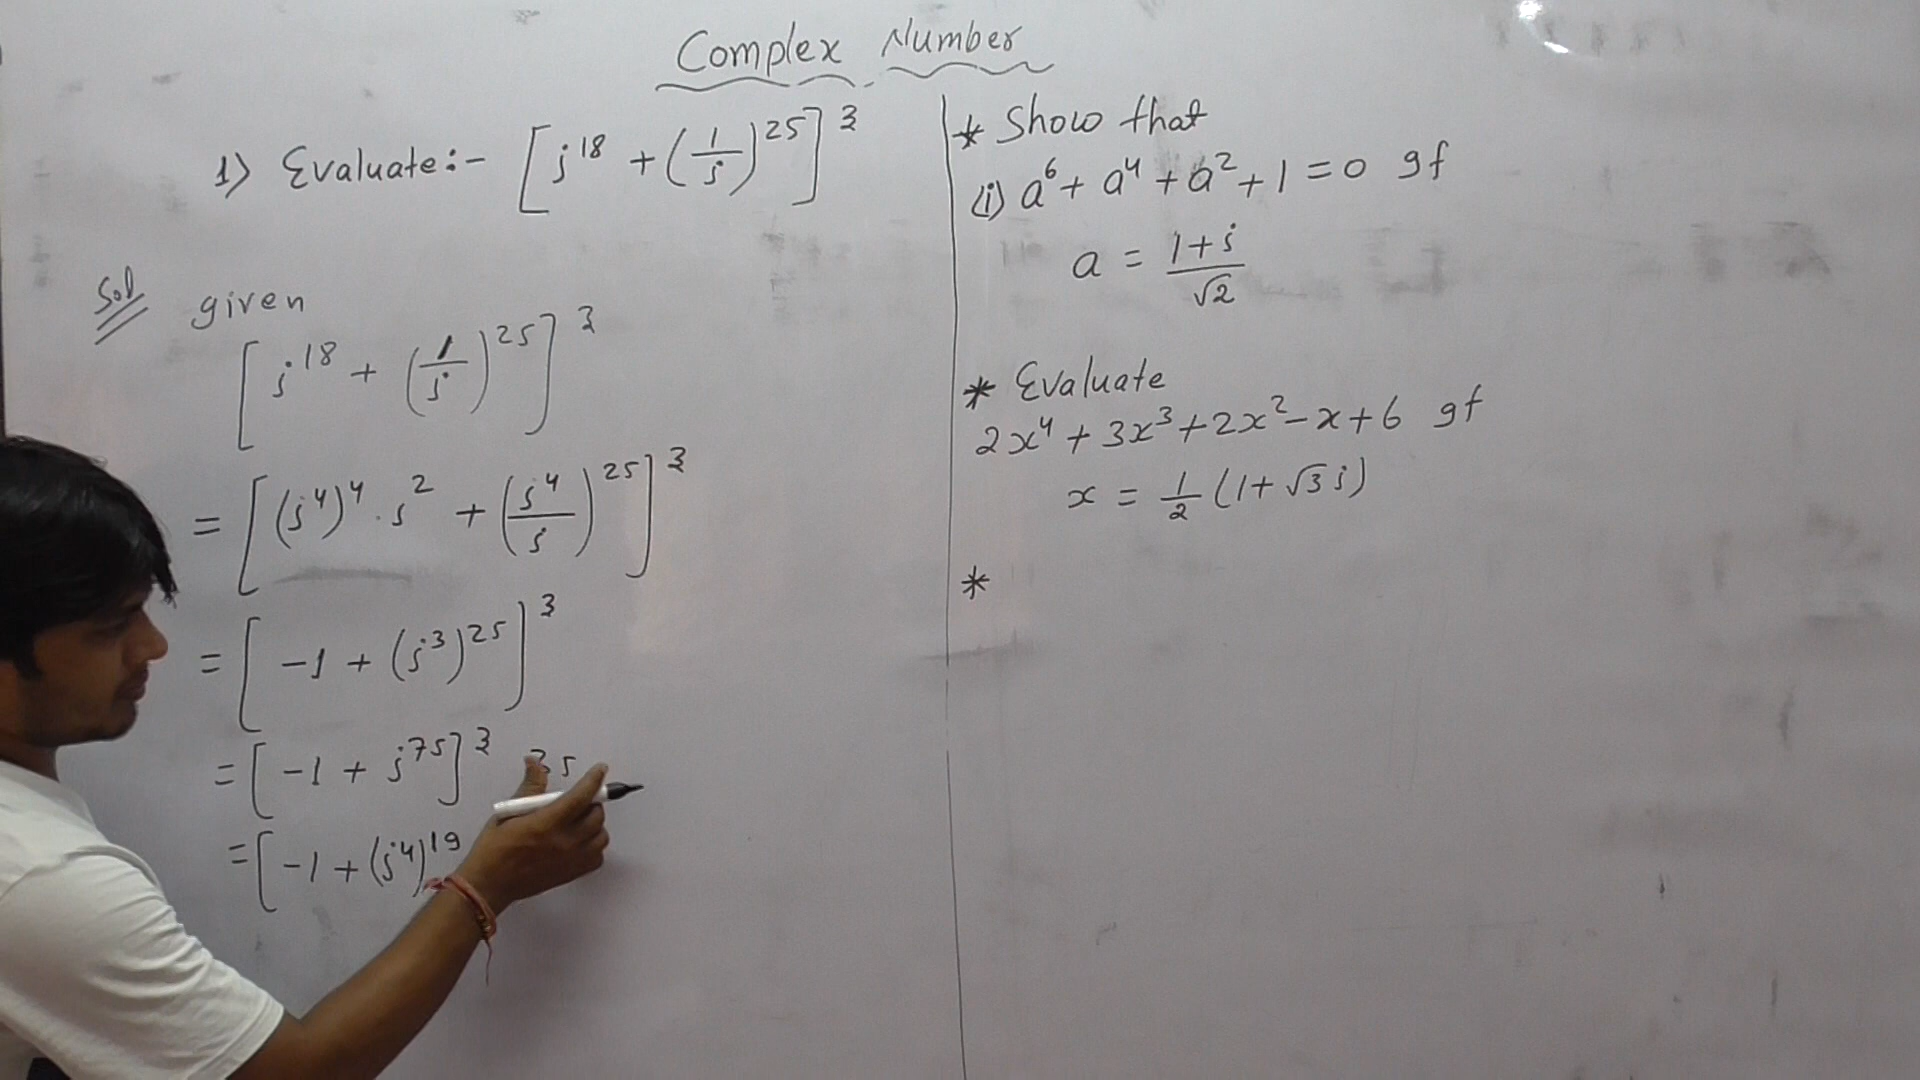 Complex Number
1) Evaluate:- [i^18 + (1/i)^25]^3
Sol given
[i^18 + (1/i)^25]^3
= [(i^4)^4 . i^2 + (i^4/i)^25]^3
= [-1 + (i^3)^25]^3
= [-1 + i^75]^3
= [-1 + (i^4)^19
* Show that
(i) a^6 + a^4 + a^2 + 1 = 0 If
a = 1+i/√2
* Evaluate
2x^4 + 3x^3 + 2x^2 - x + 6 If
x = 1/2 (1 + √3 i)
*